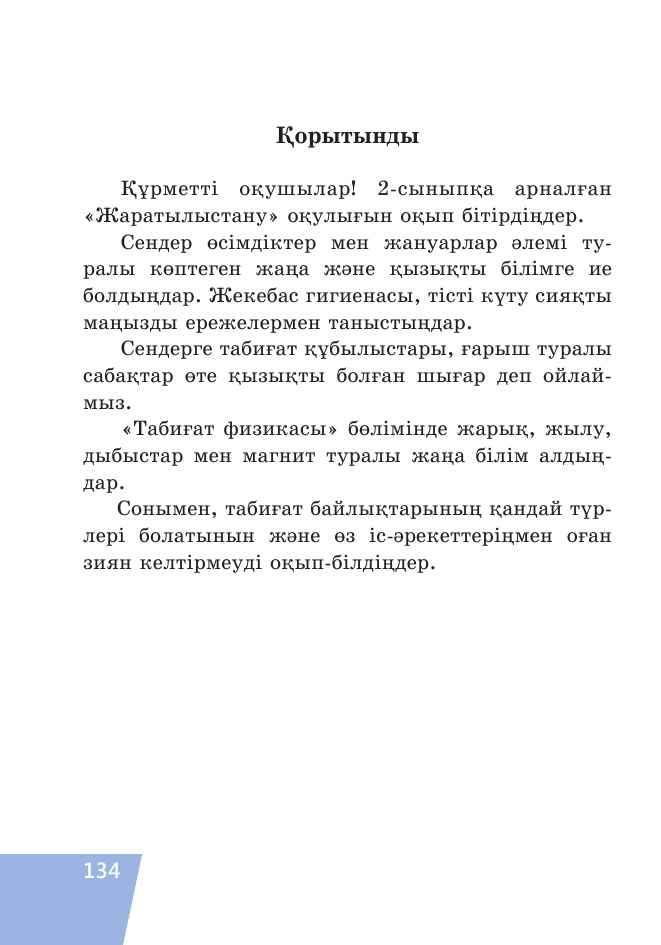 Қорытынды
Құрметті оқушылар! 2-сыныпқа арналған
«Жаратылыстану» оқулығын оқып бітірдіңдер.
Сендер өсімдіктер мен жануарлар әлемі ту-
ралы көптеген жаңа және қызықты білімге ие
болдыңдар. Жекебас гигиенасы, тісті күту сияқты
маңызды ережелермен таныстыңдар.
Сендерге табиғат құбылыстары, ғарыш туралы
сабақтар өте қызықты болған шығар деп ойлай-
мыз.
«Табиғат физикасы» бөлімінде жарық, жылу,
дыбыстар мен магнит туралы жаңа білім алдың-
дар.
Сонымен, табиғат байлықтарының қандай түр-
лері болатынын және өз іс-әрекеттеріңмен оған
зиян келтірмеуді оқып-білдіңдер.
134